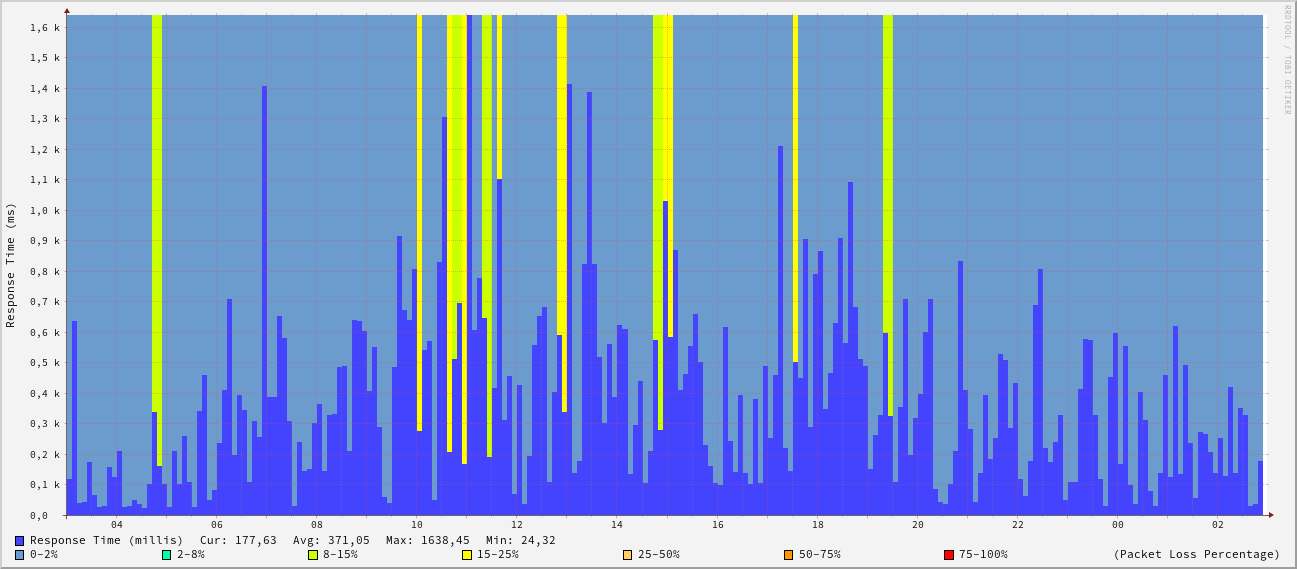 RRDTOOL / TOBI OETIKER
Response Time (ms)
1,6 k
1,5 k
1,4 k
1,3 k
1,2 k
1,1 k
1,0 k
0,9 k
0,8 k
0,7 k
0,6 k
0,5 k
0,4 k
0,3 k
0,2 k
0,1 k
0,0
04 06 08 10 12 14 16 18 20 22 00 02
Response Time (millis) Cur: 177,63 Avg: 371,05 Max: 1638,45 Min: 24,32
0-2% 2-8% 8-15% 15-25% 25-50% 50-75% 75-100% (Packet Loss Percentage)